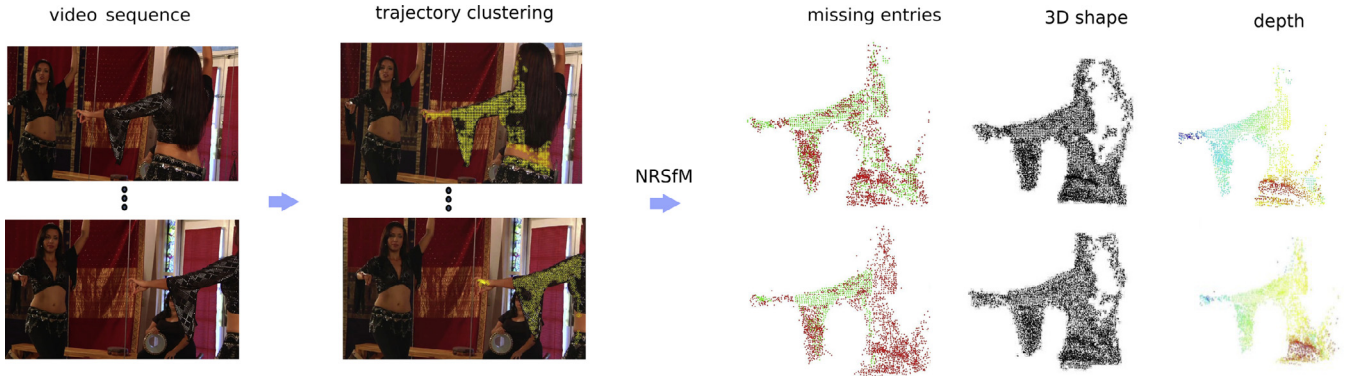 video sequence
trajectory clustering
missing entries
3D shape
depth
NRSfM